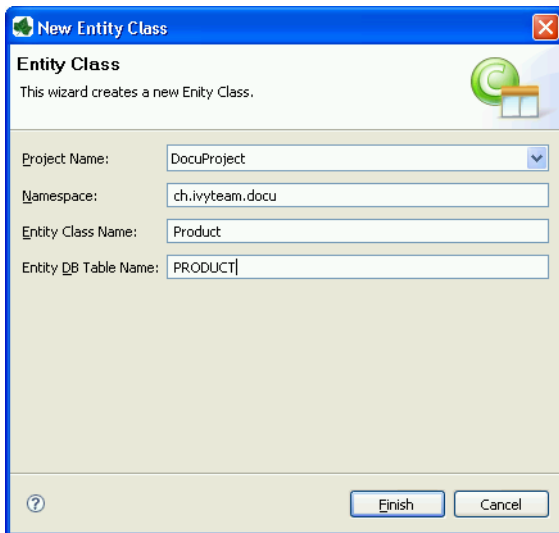 New Entity Class
Entity Class
This wizard creates a new Enity Class.
Project Name: DocuProject
Namespace: ch.ivyteam.docu
Entity Class Name: Product
Entity DB Table Name: PRODUCT
Finish Cancel